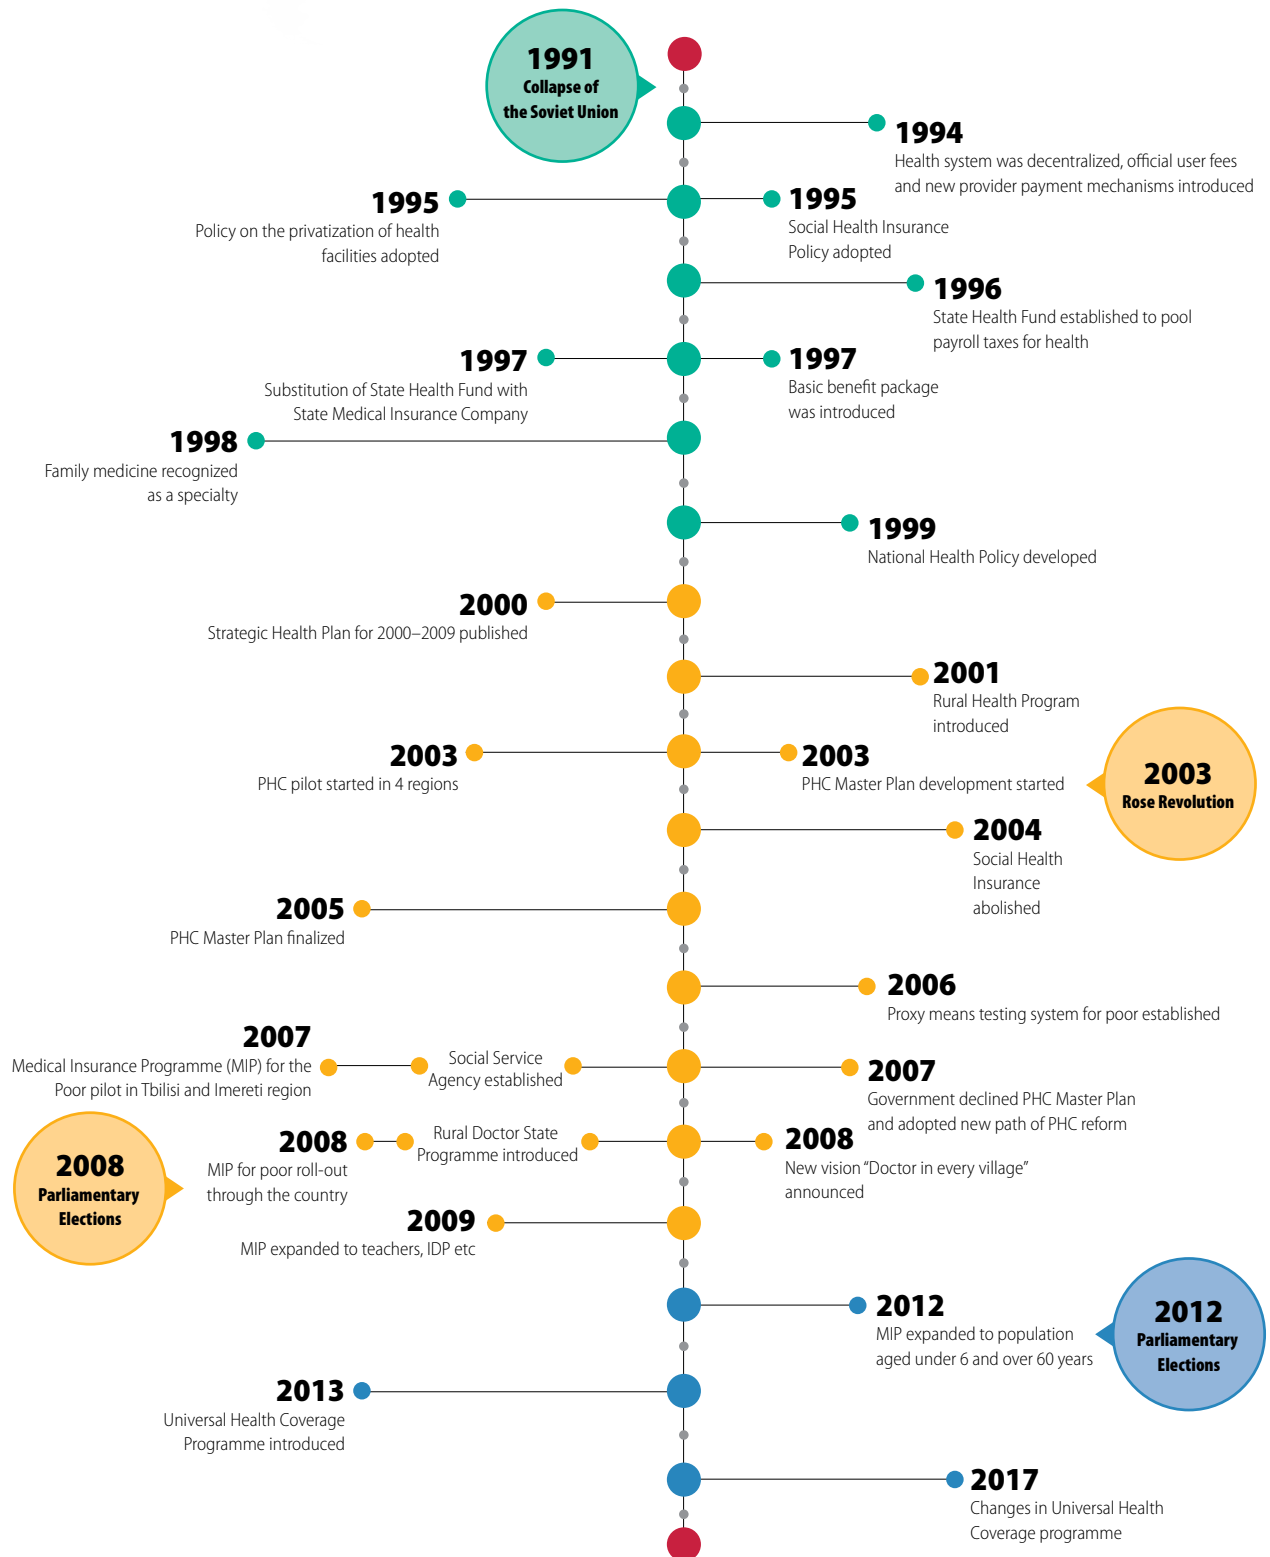 1991
Collapse of
the Soviet Union
1994
Health system was decentralized, official user fees
and new provider payment mechanisms introduced
1995
Policy on the privatization of health
facilities adopted
1995
Social Health Insurance
Policy adopted
1996
State Health Fund established to pool
payroll taxes for health
1997
Substitution of State Health Fund with
State Medical Insurance Company
1997
Basic benefit package
was introduced
1998
Family medicine recognized
as a specialty
1999
National Health Policy developed
2000
Strategic Health Plan for 2000–2009 published
2001
Rural Health Program
introduced
2003
PHC pilot started in 4 regions
2003
PHC Master Plan development started
2003
Rose Revolution
2004
Social Health
Insurance
abolished
2005
PHC Master Plan finalized
2006
Proxy means testing system for poor established
2007
Medical Insurance Programme (MIP) for the
Poor pilot in Tbilisi and Imereti region
Social Service
Agency established
2007
Government declined PHC Master Plan
and adopted new path of PHC reform
2008
Parliamentary
Elections
2008
MIP for poor roll-out
through the country
Rural Doctor State
Programme introduced
2008
New vision “Doctor in every village”
announced
2009
MIP expanded to teachers, IDP etc
2012
MIP expanded to population
aged under 6 and over 60 years
2012
Parliamentary
Elections
2013
Universal Health Coverage
Programme introduced
2017
Changes in Universal Health
Coverage programme